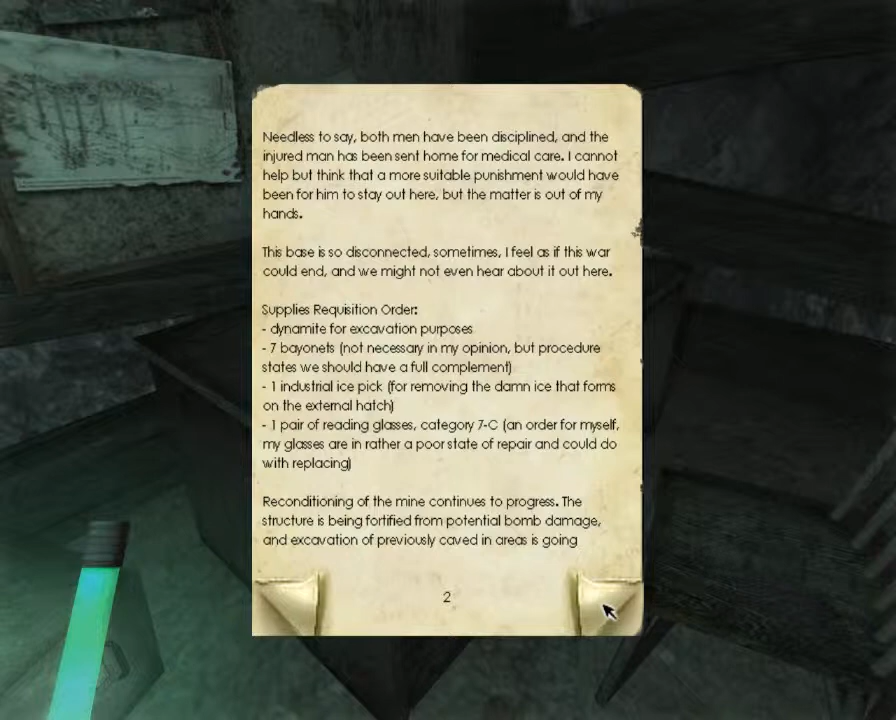 Needless to say, both men have been disciplined, and the
injured man has been sent home for medical care. I cannot
help but think that a more suitable punishment would have
been for him to stay out here, but the matter is out of my
hands.
This base is so disconnected, sometimes, I feel as if this war
could end, and we might not even hear about it out here.
Supplies Requisition Order:
- dynamite for excavation purposes
- 7 bayonets (not necessary in my opinion, but procedure
states we should have a full complement)
- 1 industrial ice pick (for removing the damn ice that forms
on the external hatch)
- 1 pair of reading glasses, category 7-C (an order for myself,
my glasses are in rather a poor state of repair and could do
with replacing)
Reconditioning of the mine continues to progress. The
structure is being fortified from potential bomb damage,
and excavation of previously caved in areas is going
2